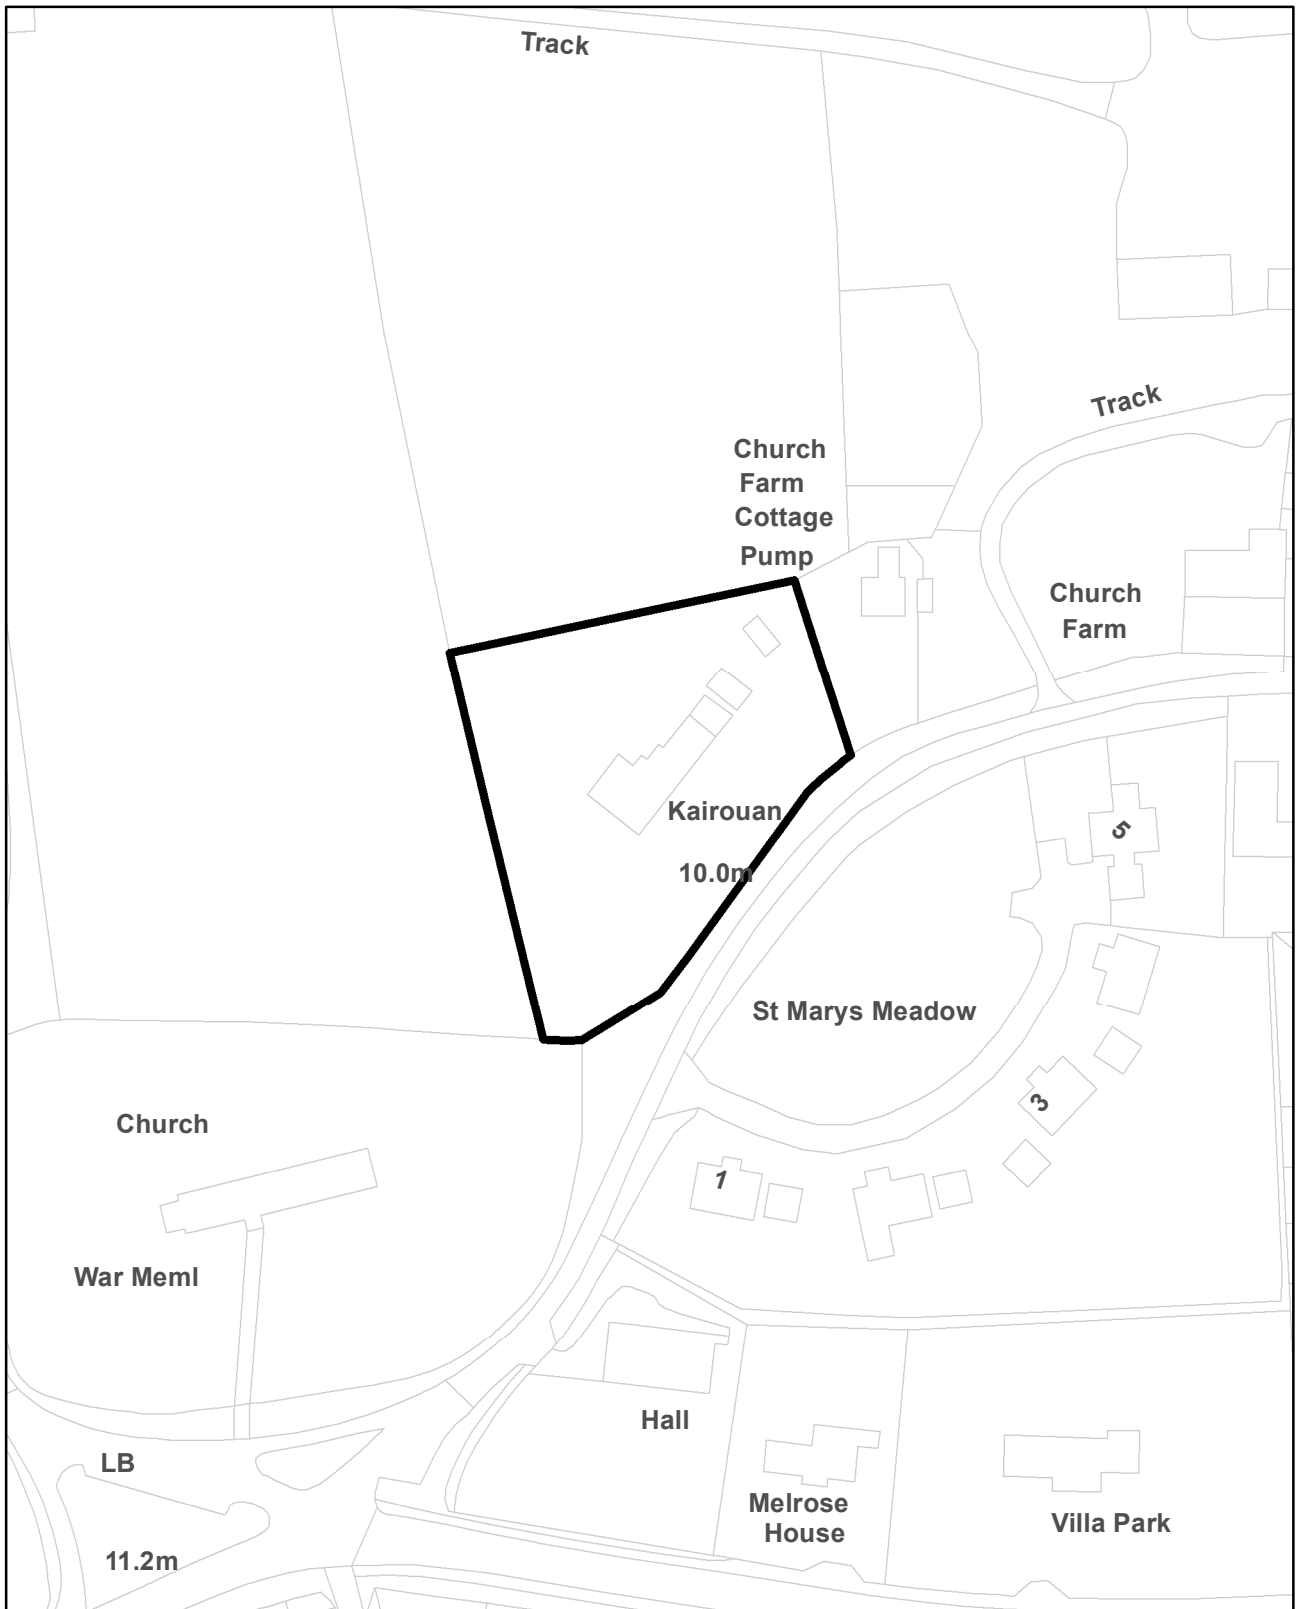 Track
Track
Church
Farm
Cottage
Pump
Church
Farm
Kairouan
5
10.0m
St Marys Meadow
3
Church
1
War Meml
Hall
LB
Melrose
House
Villa Park
11.2m